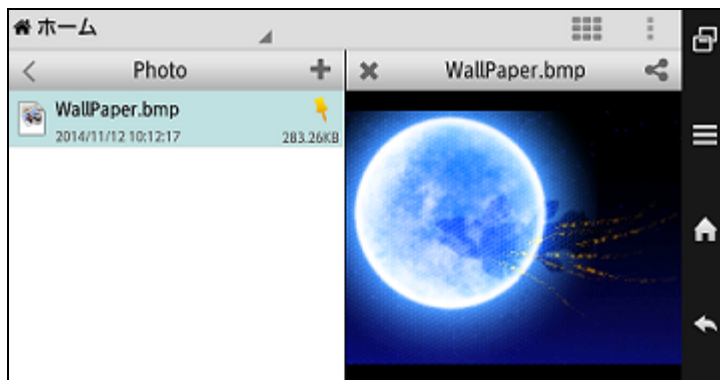 ホーム
Photo
WallPaper.bmp
WallPaper.bmp
2014/11/12 10:12:17
283.26KB